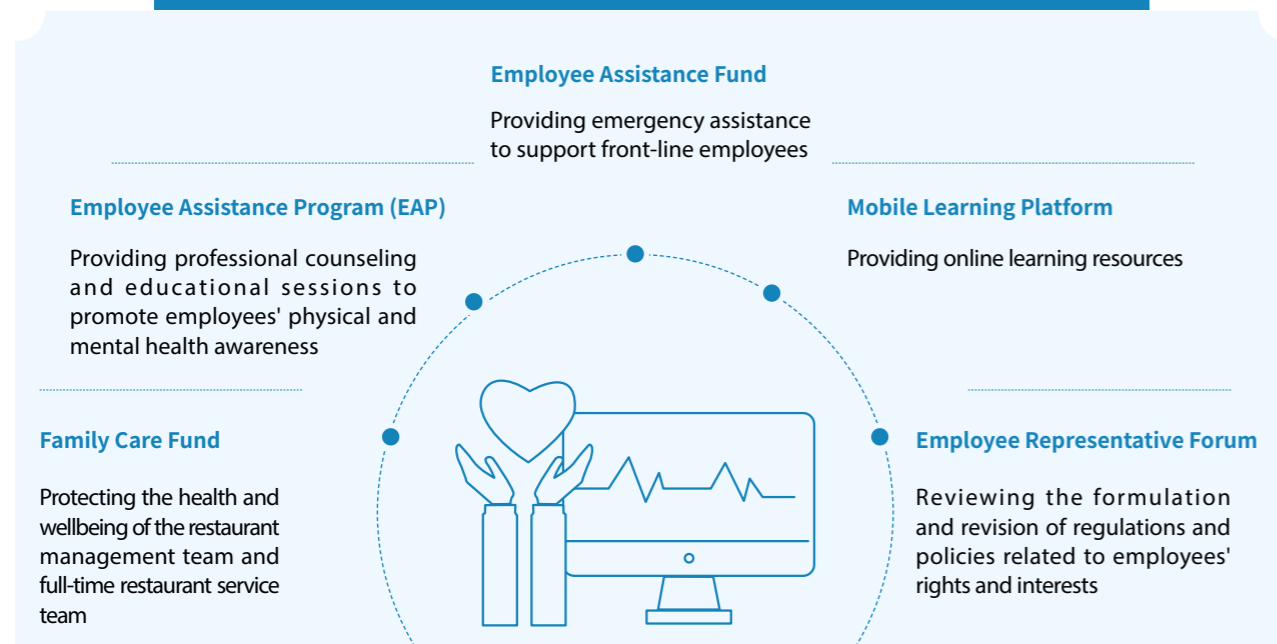 Employee Assistance Fund
Providing emergency assistance
to support front-line employees
Employee Assistance Program (EAP)
Providing professional counseling
and educational sessions to
promote employees' physical and
mental health awareness
Mobile Learning Platform
Providing online learning resources
Family Care Fund
Protecting the health and
wellbeing of the restaurant
management team and
full-time restaurant service
team
Employee Representative Forum
Reviewing the formulation
and revision of regulations and
policies related to employees'
rights and interests